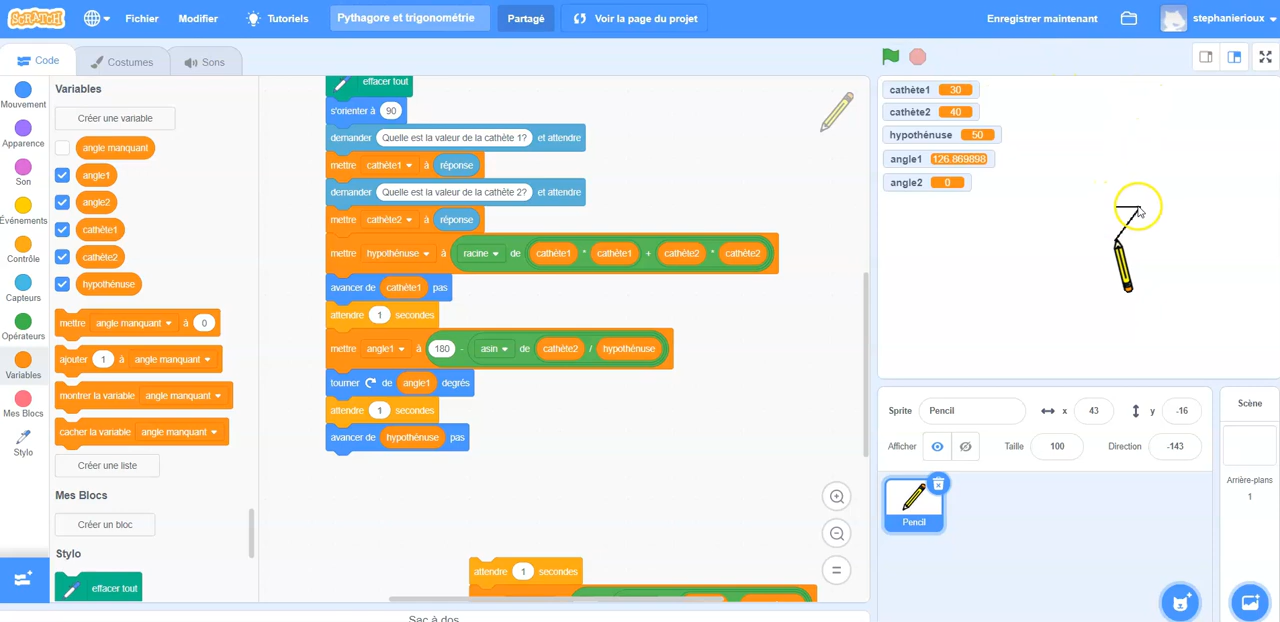 SCRATCH Fichier Modifier Tutoriels Pythagore et trigonométrie Partagé Voir la page du projet Enregistrer maintenant stephanierioux
Code Costumes Sons
Mouvement
Apparence
Son
Événements
Contrôle
Capteurs
Opérateurs
Variables
Mes Blocs
Stylo
Variables
Créer une variable
angle manquant
angle1
angle2
cathète1
cathète2
hypothénuse
mettre angle manquant à 0
ajouter 1 à angle manquant
montrer la variable angle manquant
cacher la variable angle manquant
Créer une liste
Mes Blocs
Créer un bloc
Stylo
effacer tout
effacer tout
s'orienter à 90
demander Quelle est la valeur de la cathète 1? et attendre
mettre cathète1 à réponse
demander Quelle est la valeur de la cathète 2? et attendre
mettre cathète2 à réponse
mettre hypothénuse à racine de cathète1 * cathète1 + cathète2 * cathète2
avancer de cathète1 pas
attendre 1 secondes
mettre angle1 à 180 - asin de cathète2 / hypothénuse
tourner de angle1 degrés
attendre 1 secondes
avancer de hypothénuse pas
attendre 1 secondes
Sac à dos
cathète1 30
cathète2 40
hypothénuse 50
angle1 126.869898
angle2 0
Sprite Pencil x 43 y -16
Afficher Taille 100 Direction -143
Pencil
Scène
Arrière-plans
1